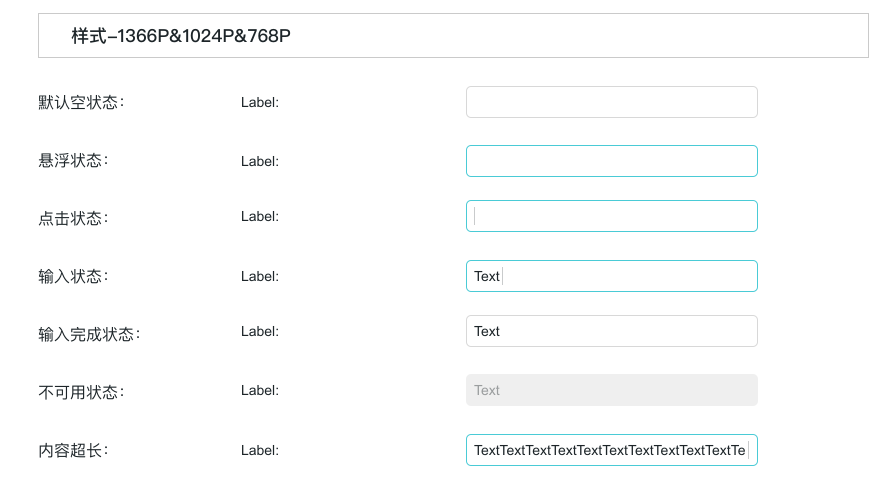 样式-1366P&1024P&768P
默认空状态： Label:
悬浮状态： Label:
点击状态： Label:
输入状态： Label: Text
输入完成状态： Label: Text
不可用状态： Label: Text
内容超长： Label: TextTextTextTextTextTextTextTextTextTextTe